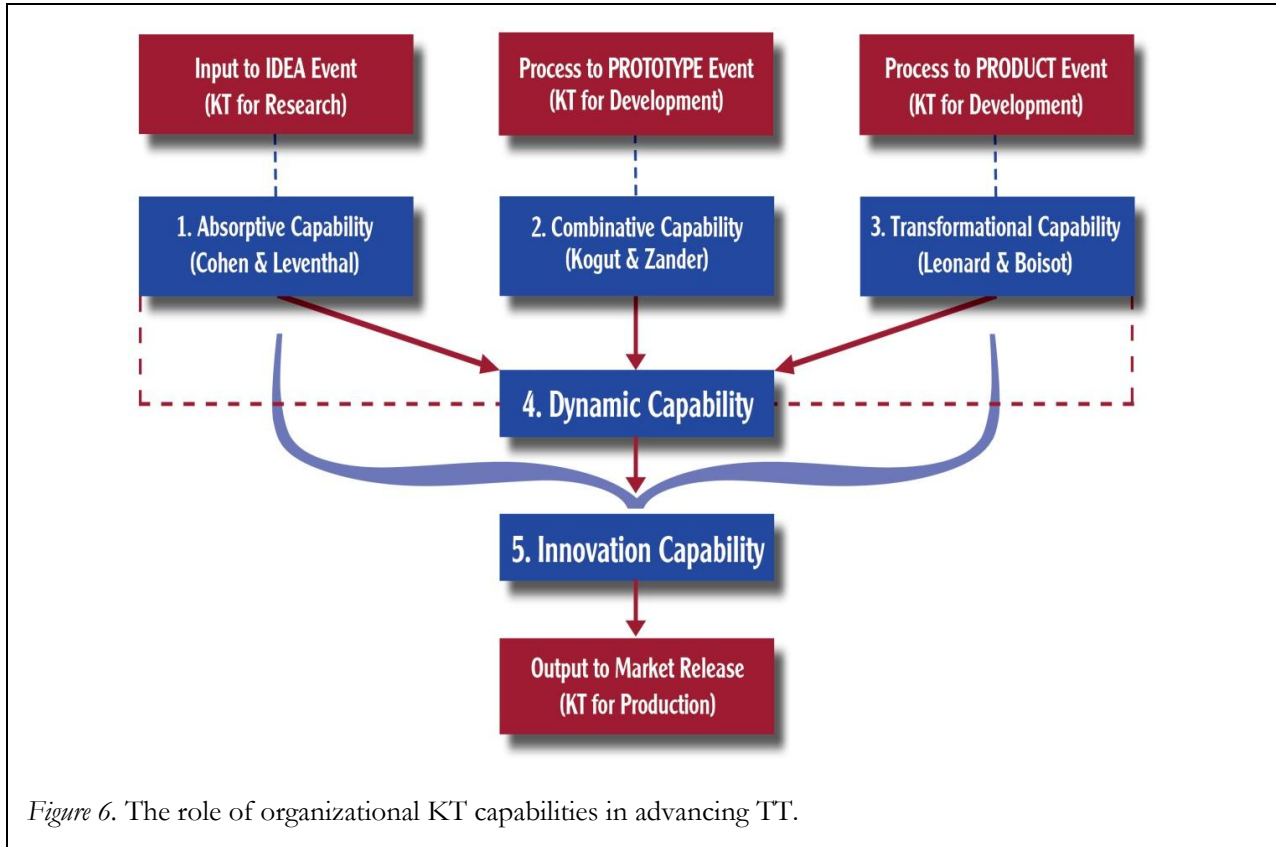 Input to IDEA Event
(KT for Research)
Process to PROTOTYPE Event
(KT for Development)
Process to PRODUCT Event
(KT for Development)
1. Absorptive Capability
(Cohen & Leventhal)
2. Combinative Capability
(Kogut & Zander)
3. Transformational Capability
(Leonard & Boisot)
4. Dynamic Capability
5. Innovation Capability
Output to Market Release
(KT for Production)
Figure 6. The role of organizational KT capabilities in advancing TT.